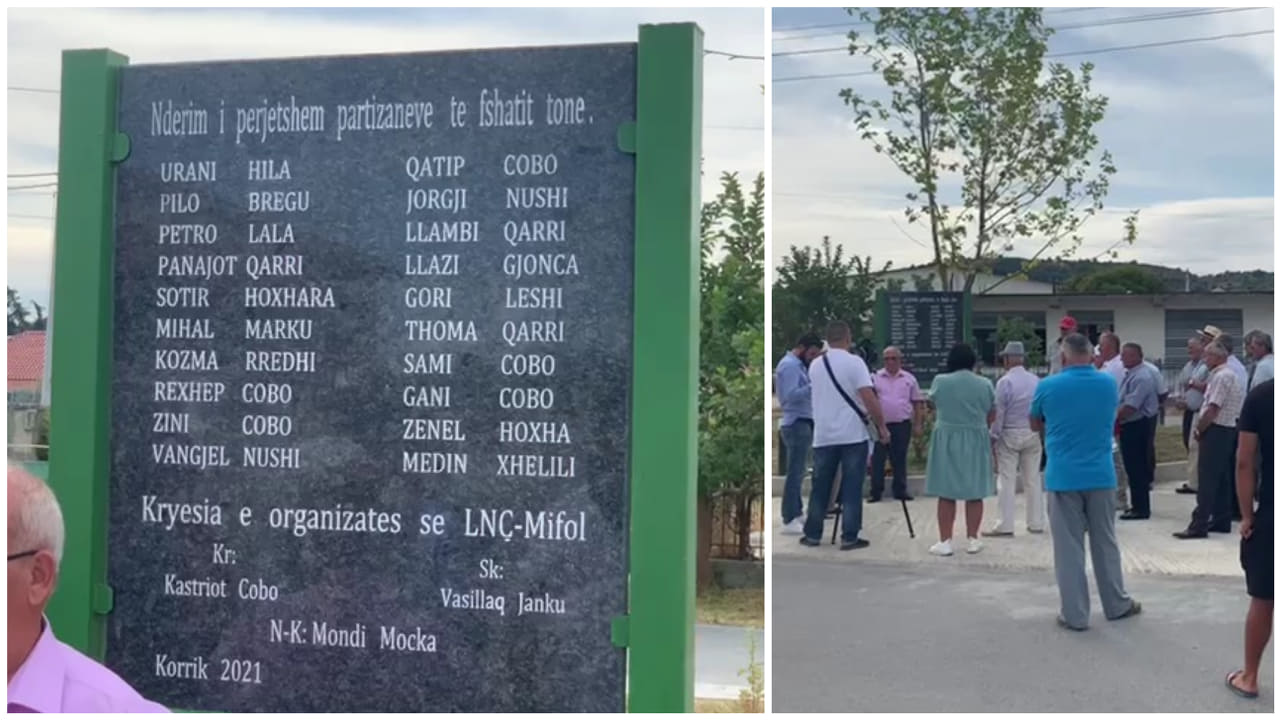 Nderim i perjetshem partizaneve te fshatit tone.
URANI HILA QATIP COBO
PILO BREGU JORGJI NUSHI
PETRO LALA LLAMBI QARRI
PANAJOT QARRI LLAZI GJONCA
SOTIR HOXHARA GORI LESHI
MIHAL MARKU THOMA QARRI
KOZMA RREDHI SAMI COBO
REXHEP COBO GANI COBO
ZINI COBO ZENEL HOXHA
VANGJEL NUSHI MEDIN XHELILI
Kryesia e organizates se LNÇ-Mifol
Kr: Sk:
Kastriot Cobo Vasillaq Janku
N-K: Mondi Mocka
Korrik 2021